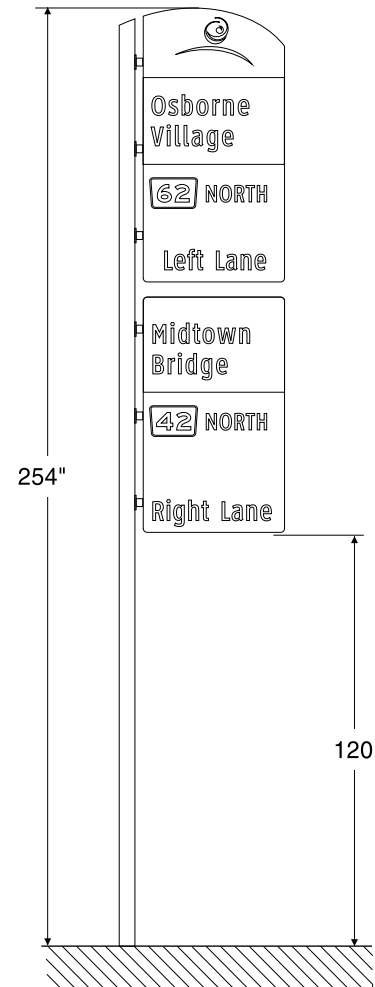 Osborne
Village
62 NORTH
Left Lane
Midtown
Bridge
42 NORTH
Right Lane
254"
120